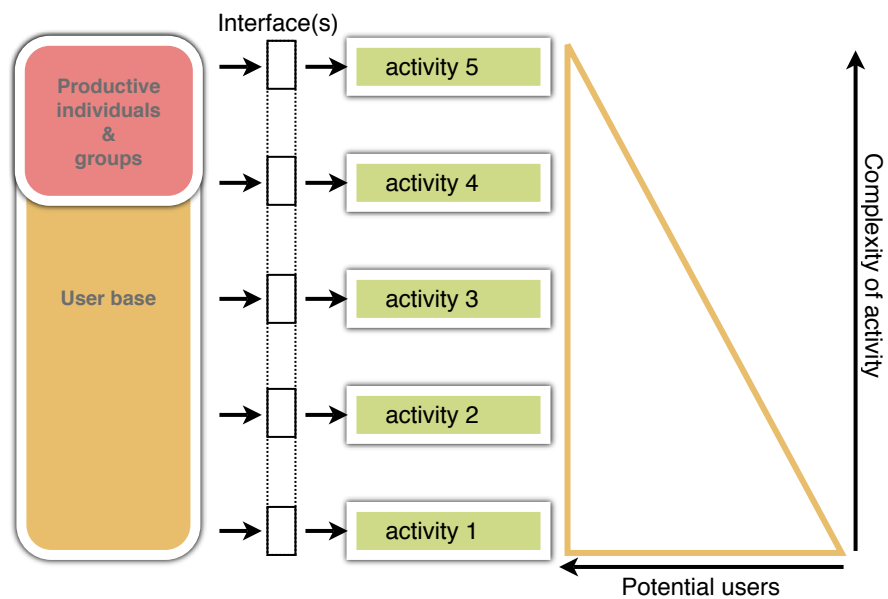 Interface(s)
Productive
individuals
&
groups
User base
activity 5
activity 4
activity 3
activity 2
activity 1
Complexity of activity
Potential users